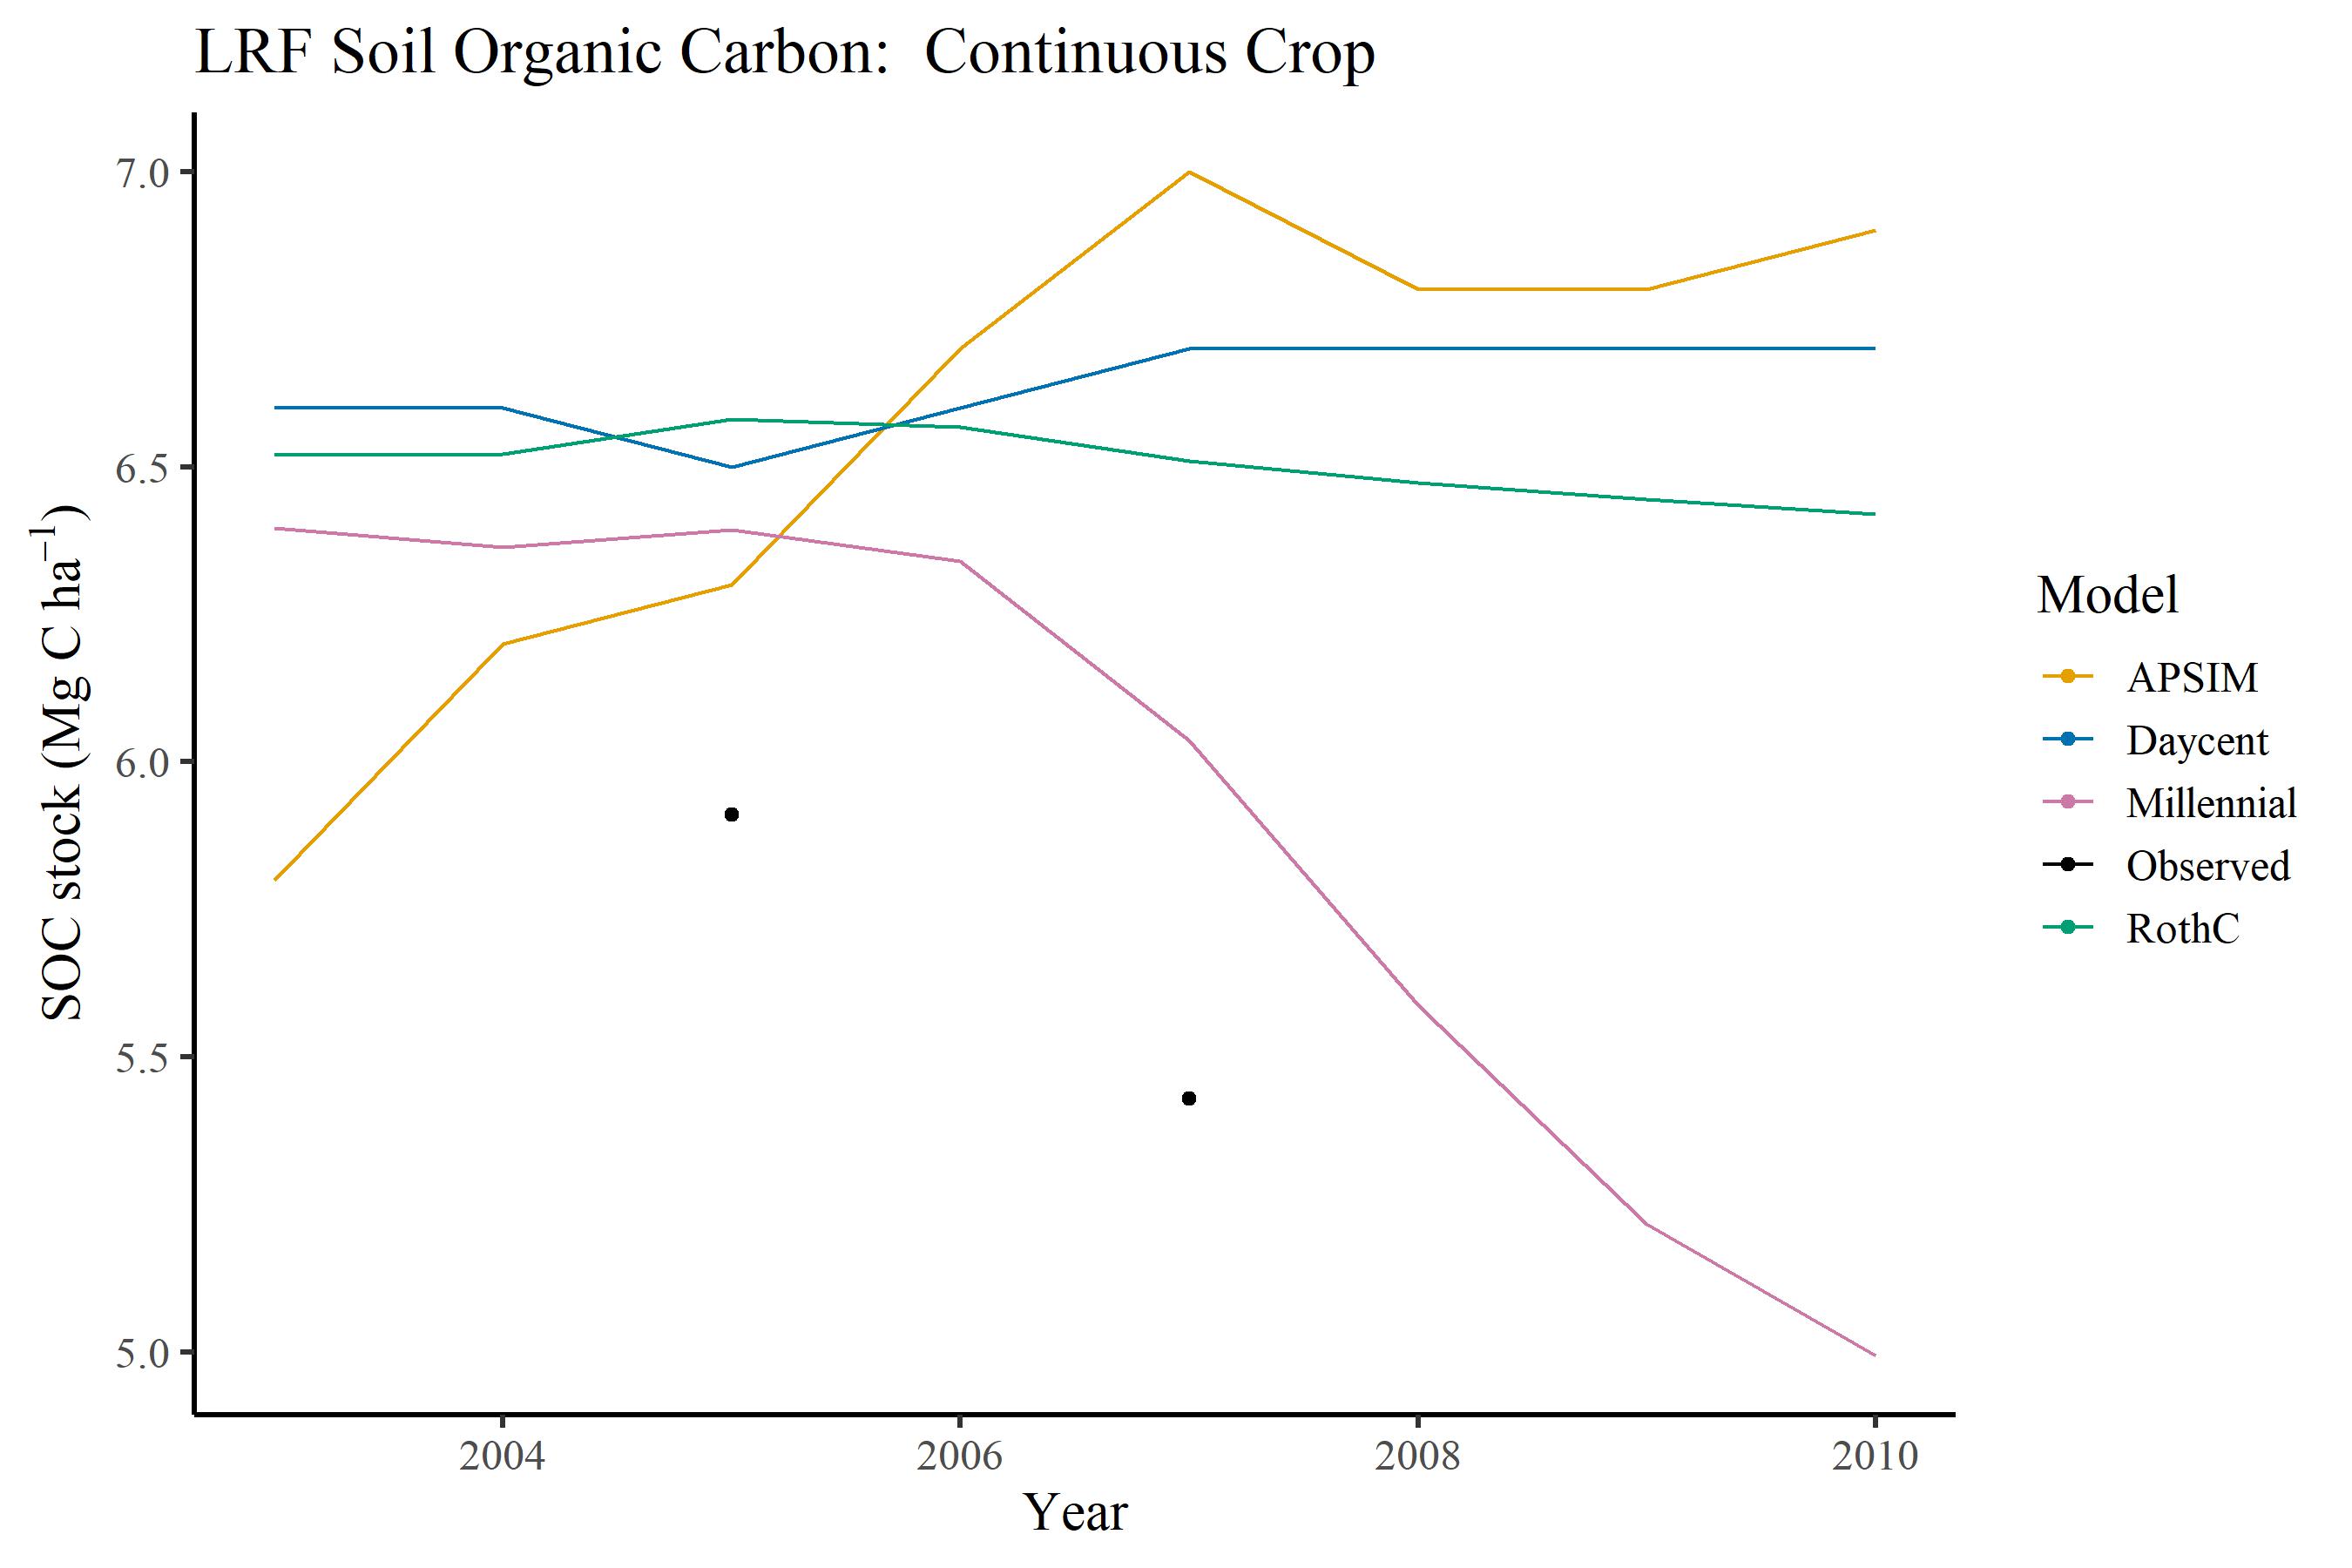 LRF Soil Organic Carbon:  Continuous Crop
SOC stock (Mg C ha⁻¹)
7.0
6.5
6.0
5.5
5.0
2004
2006
2008
2010
Year
Model
APSIM
Daycent
Millennial
Observed
RothC